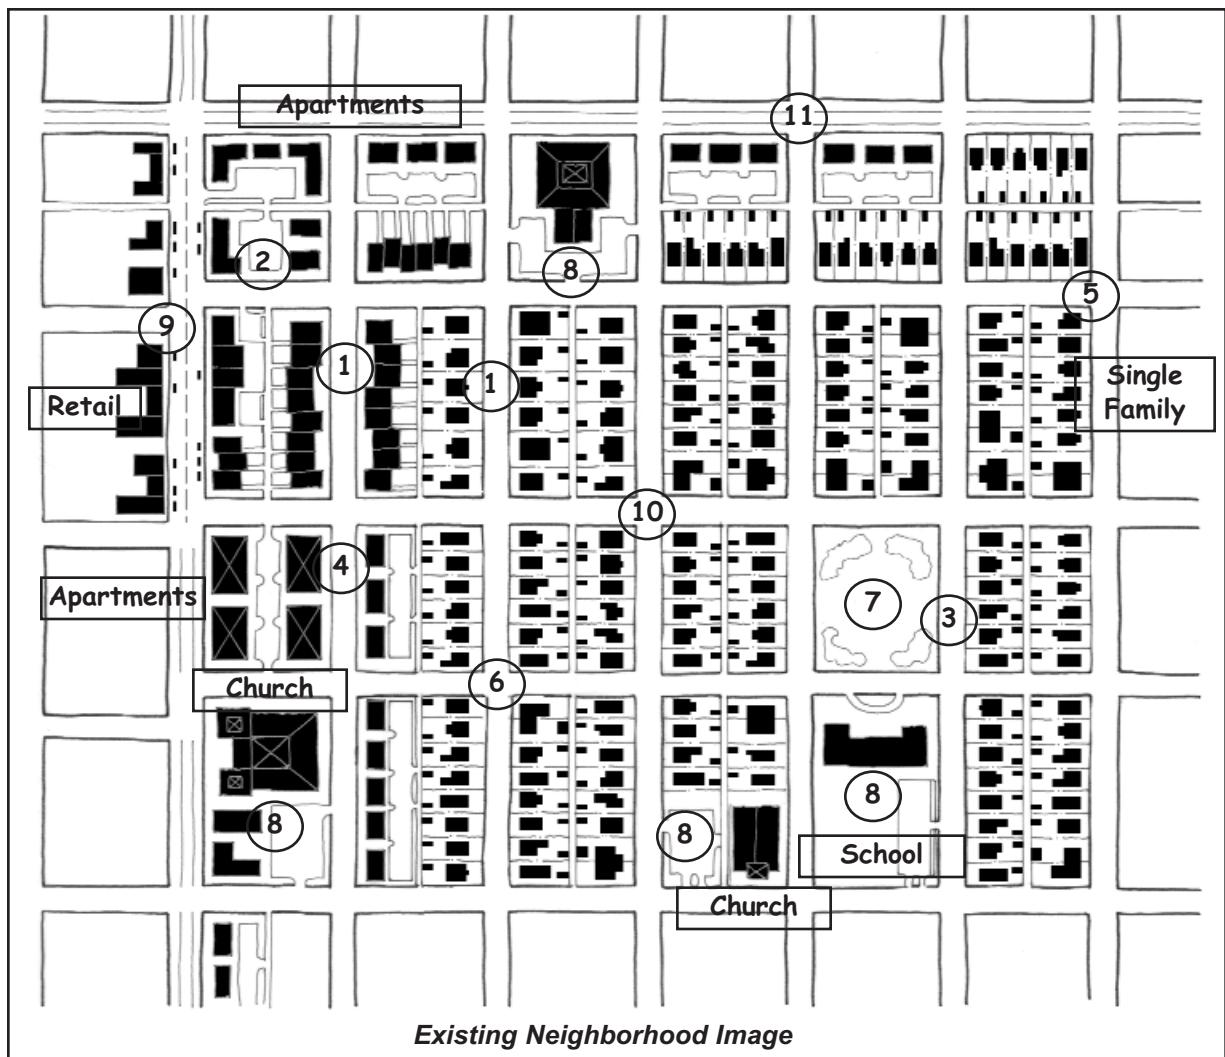 Apartments
11
2
8
5
9
1
1
Retail
Single
Family
10
4
Apartments
7
3
Church
6
8
8
8
School
Church
Existing Neighborhood Image